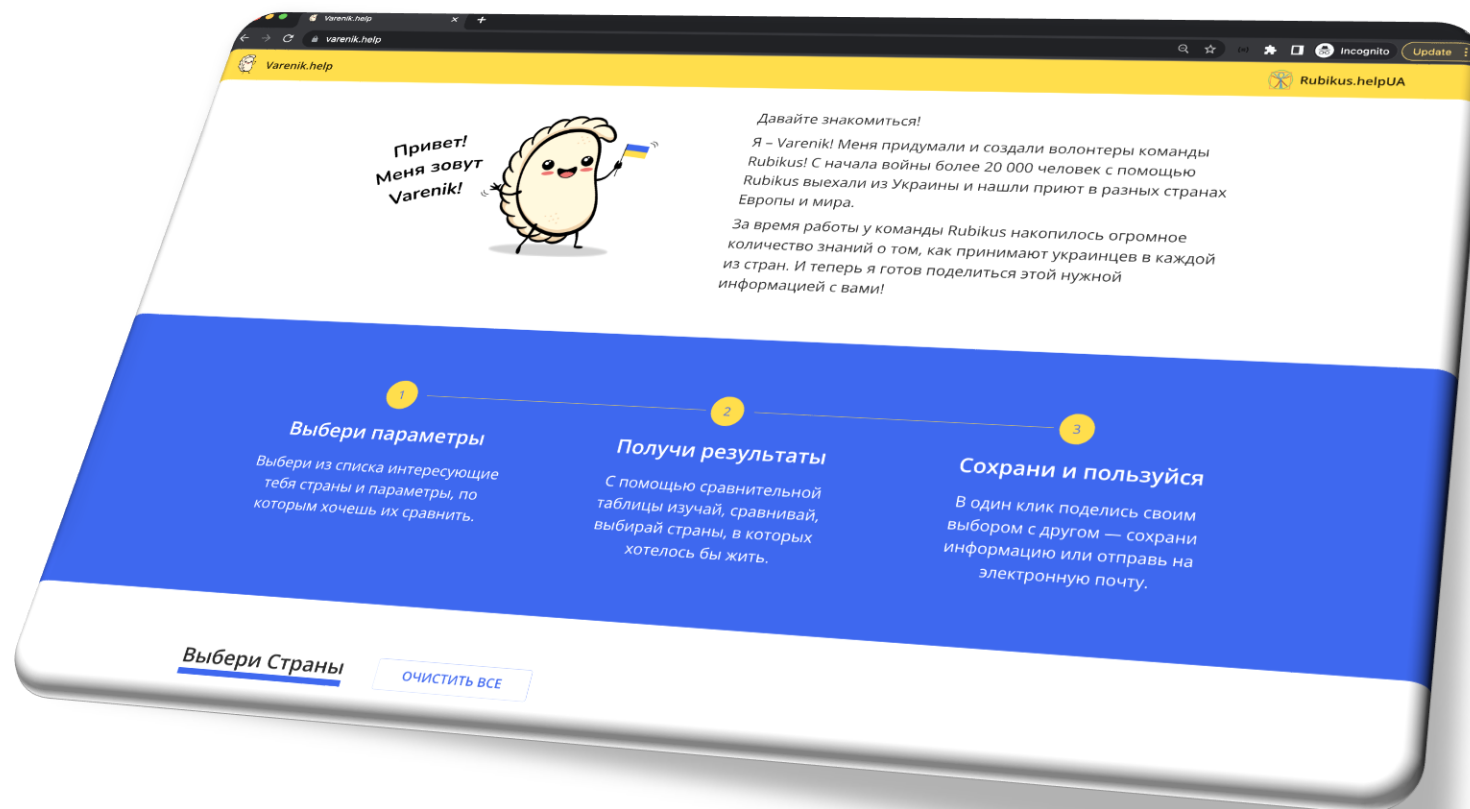 Varenik.help
varenik.help
Incognito
Update
Varenik.help
Rubikus.helpUA
Привет!
Меня зовут
Varenik!
Давайте знакомиться!
Я – Varenik! Меня придумали и создали волонтеры команды
Rubikus! С начала войны более 20 000 человек с помощью
Rubikus выехали из Украины и нашли приют в разных странах
Европы и мира.
За время работы у команды Rubikus накопилось огромное
количество знаний о том, как принимают украинцев в каждой
из стран. И теперь я готов поделиться этой нужной
информацией с вами!
1
Выбери параметры
Выбери из списка интересующие
тебя страны и параметры, по
которым хочешь их сравнить.
2
Получи результаты
С помощью сравнительной
таблицы изучай, сравнивай,
выбирай страны, в которых
хотелось бы жить.
3
Сохрани и пользуйся
В один клик поделись своим
выбором с другом — сохрани
информацию или отправь на
электронную почту.
Выбери Страны
ОЧИСТИТЬ ВСЕ